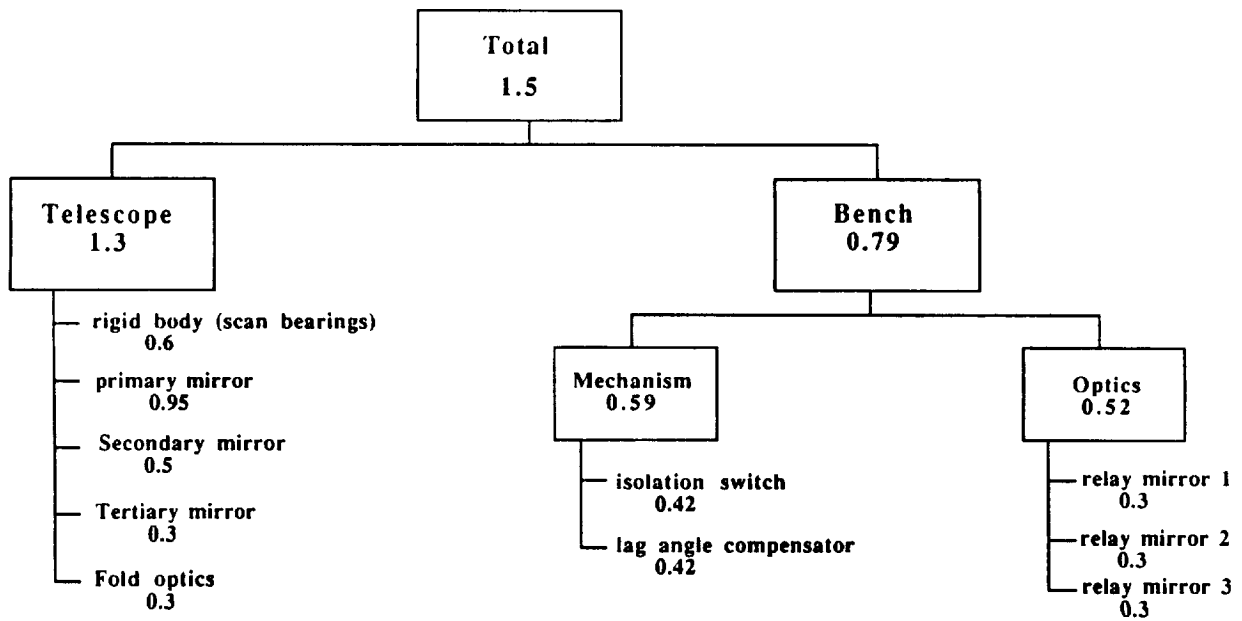 Total
1.5
Telescope
1.3
Bench
0.79
rigid body (scan bearings)
0.6
primary mirror
0.95
Secondary mirror
0.5
Tertiary mirror
0.3
Fold optics
0.3
Mechanism
0.59
isolation switch
0.42
lag angle compensator
0.42
Optics
0.52
relay mirror 1
0.3
relay mirror 2
0.3
relay mirror 3
0.3